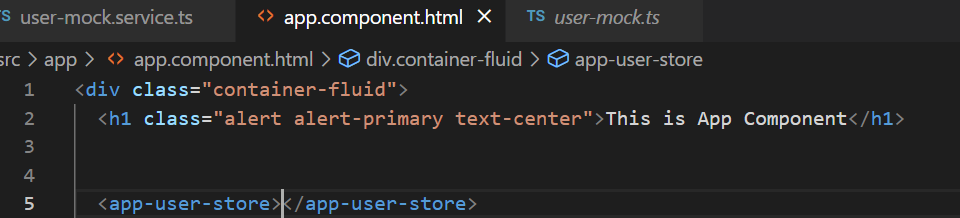 TS user-mock.service.ts <> app.component.html × TS user-mock.ts
src > app > <> app.component.html > div.container-fluid > app-user-store
1 <div class="container-fluid">
2 <h1 class="alert alert-primary text-center">This is App Component</h1>
3
4
5 <app-user-store></app-user-store>